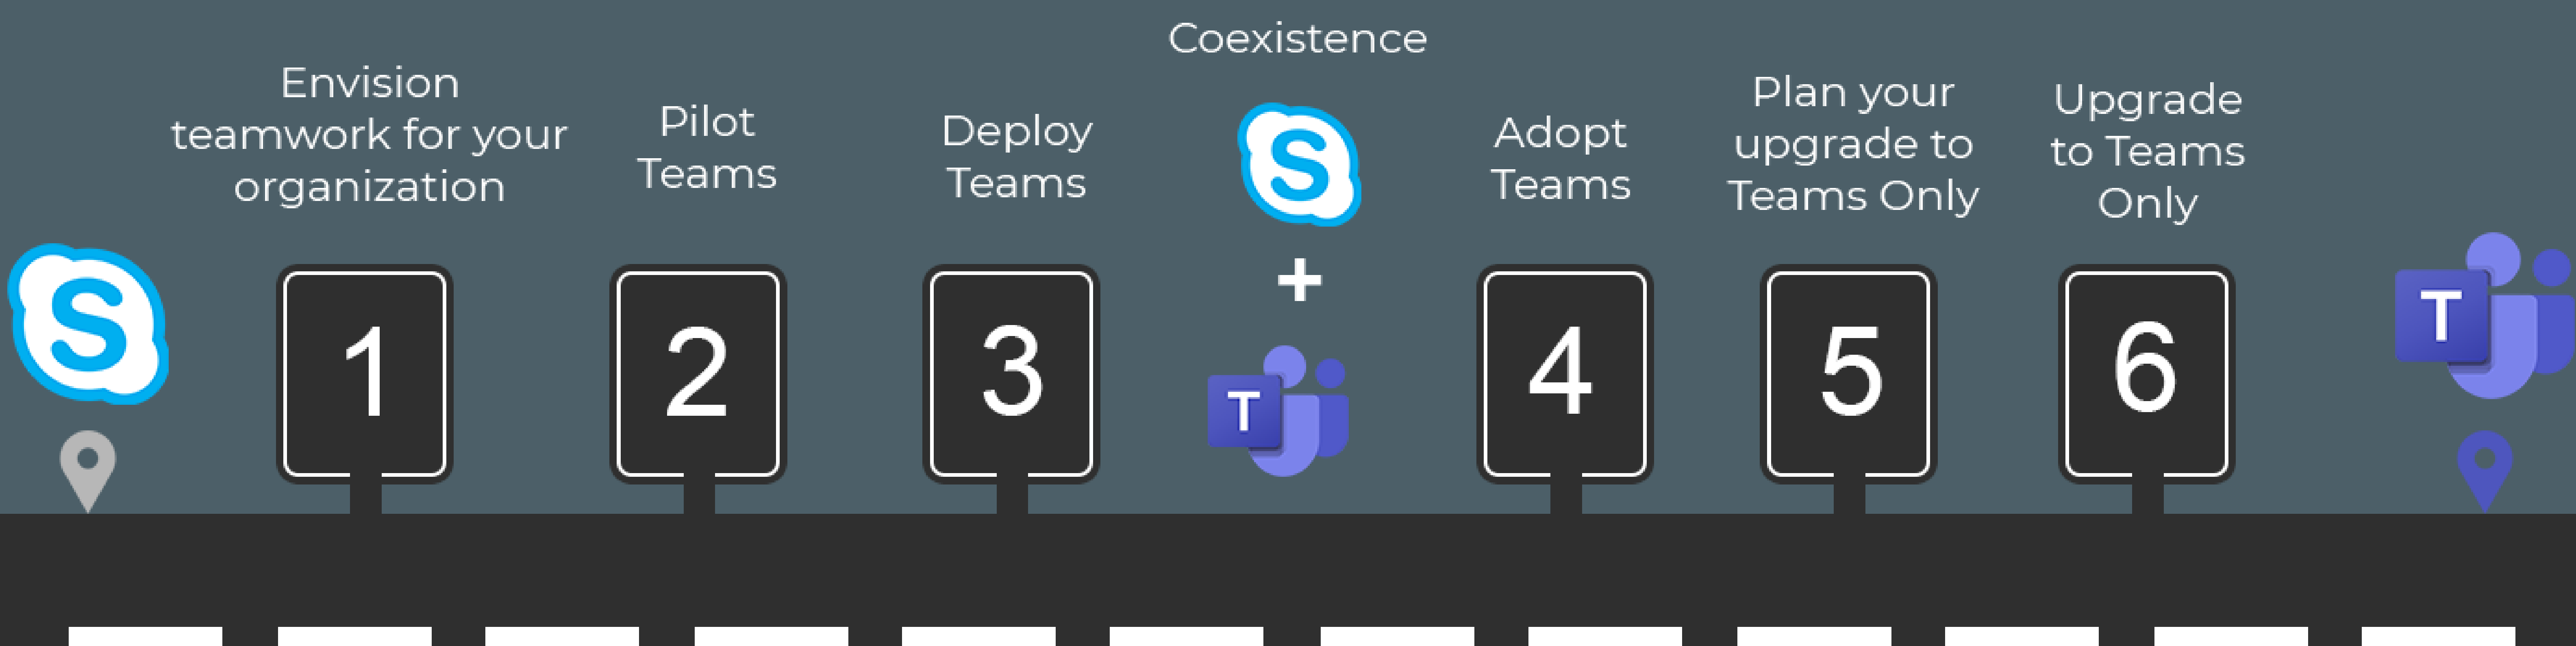 Coexistence
Envision
teamwork for your
organization
Pilot
Teams
Deploy
Teams
Adopt
Teams
Plan your
upgrade to
Teams Only
Upgrade
to Teams
Only
S
S
+
T
T
1
2
3
4
5
6